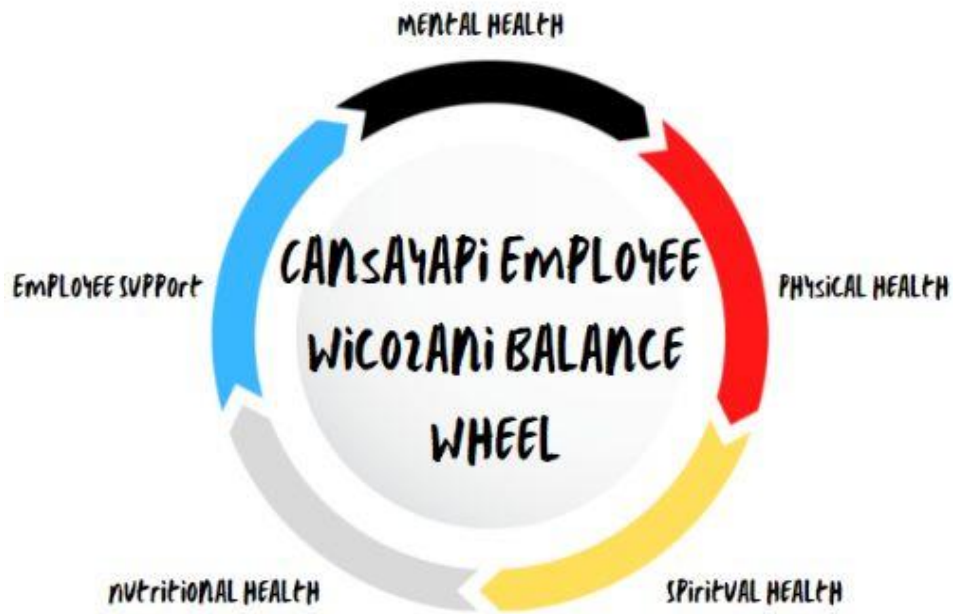 MENTAL HEALTH
CANSAYAPI EMPLOYEE
WICOZANI BALANCE
WHEEL
EMPLOYEE SUPPORT
PHYSICAL HEALTH
NUTRITIONAL HEALTH
SPIRITUAL HEALTH